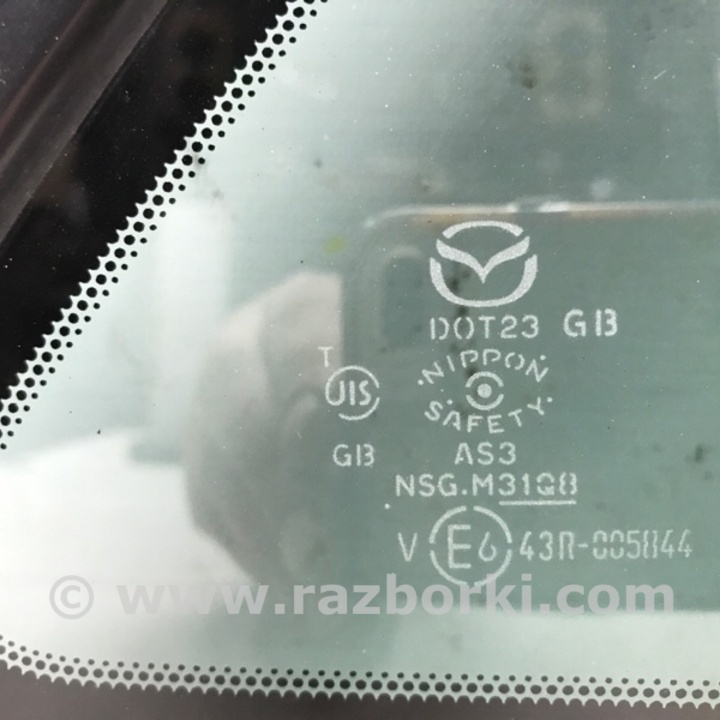 DOT23 GB
T
JIS
NIPPON
SAFETY
GB
AS3
NSG.M31Q8
V E6 43R-005844
© www.razborki.com